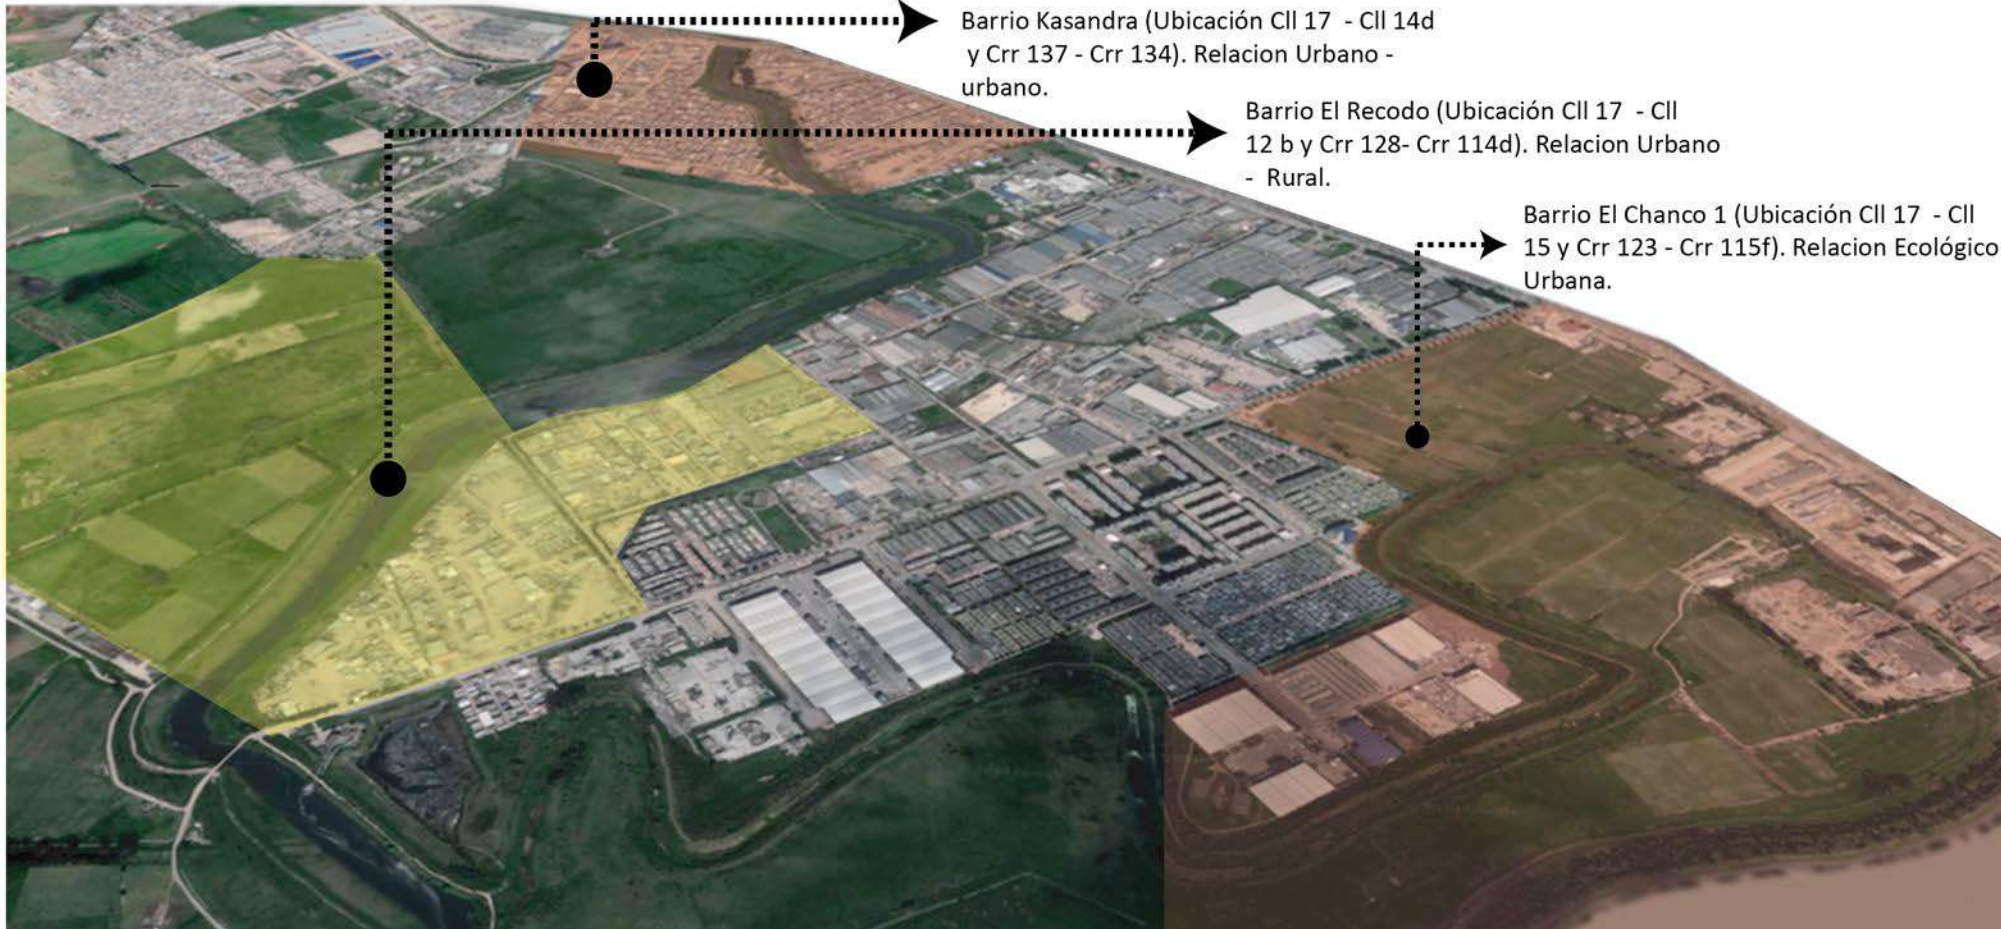 Barrio Kasandra (Ubicación Cll 17 - Cll 14d
y Crr 137 - Crr 134). Relacion Urbano -
urbano.
Barrio El Recodo (Ubicación Cll 17 - Cll
12 b y Crr 128- Crr 114d). Relacion Urbano
- Rural.
Barrio El Chanco 1 (Ubicación Cll 17 - Cll
15 y Crr 123 - Crr 115f). Relacion Ecológico
Urbana.